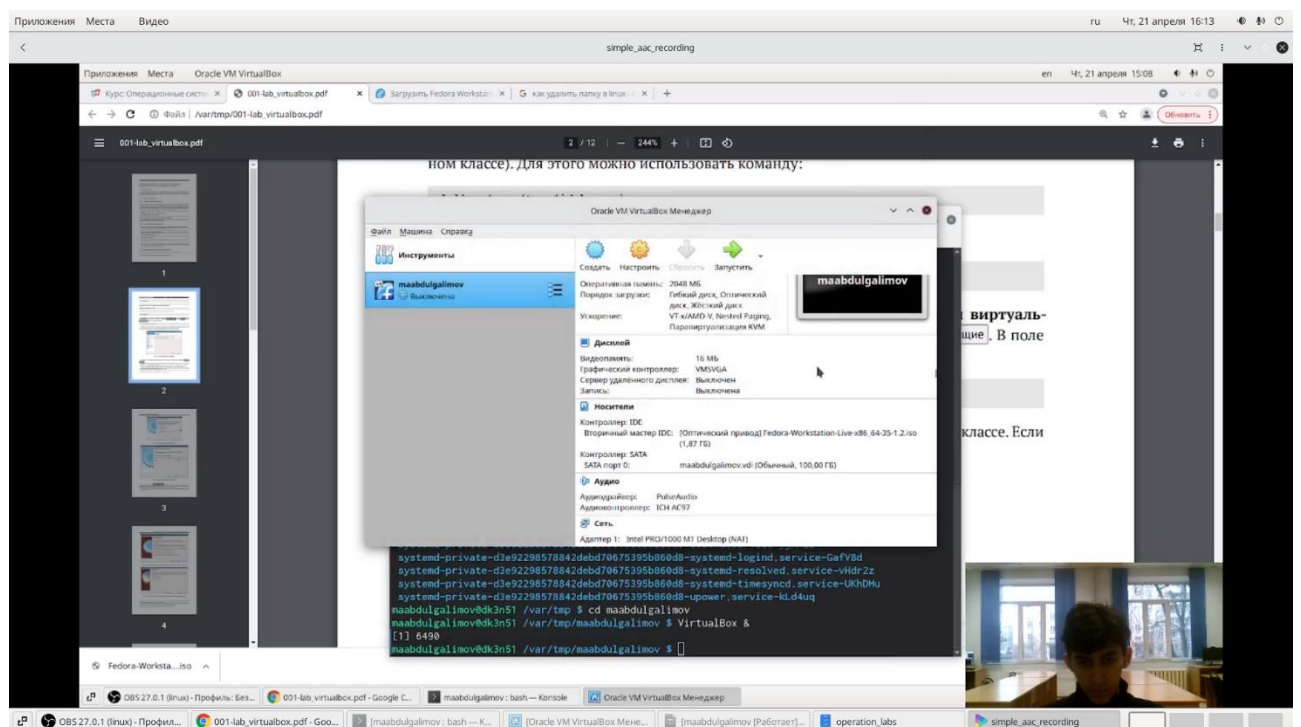 Приложения Места Видео
ru Чт, 21 апреля 16:13
simple_aac_recording
Приложения Места Oracle VM VirtualBox
en Чт, 21 апреля 15:08
Курс: Операционные систе
001-lab_virtualbox.pdf
Загрузить Fedora Workstati
как удалить папку в linux
Файл /var/tmp/001-lab_virtualbox.pdf
Обновить
001-lab_virtualbox.pdf
2 / 12 — 244% +
ном классе). Для этого можно использовать команду:
Oracle VM VirtualBox Менеджер
Файл Машина Справка
Инструменты
Создать Настроить Сбросить Запустить
maabdulgalimov
Выключена
Оперативная память: 2048 МБ
Порядок загрузки: Гибкий диск, Оптический
диск, Жёсткий диск
Ускорение: VT-x/AMD-V, Nested Paging,
Паравиртуализация KVM
maabdulgalimov
виртуаль-
щие. В поле
Дисплей
Видеопамять: 16 МБ
Графический контроллер: VMSVGA
Сервер удалённого дисплея: Выключен
Запись: Выключена
Носители
Контроллер: IDE
Вторичный мастер IDE: [Оптический привод] Fedora-Workstation-Live-x86_64-35-1.2.iso
(1,87 ГБ)
классе. Если
Контроллер: SATA
SATA порт 0: maabdulgalimov.vdi (Обычный, 100,00 ГБ)
Аудио
Аудиодрайвер: PulseAudio
Аудиоконтроллер: ICH AC97
Сеть
Адаптер 1: Intel PRO/1000 MT Desktop (NAT)
systemd-private-d3e92298578842debd70675395b860d8-systemd-logind.service-GafY8d
systemd-private-d3e92298578842debd70675395b860d8-systemd-resolved.service-vHdr2z
systemd-private-d3e92298578842debd70675395b860d8-systemd-timesyncd.service-UKhDMu
systemd-private-d3e92298578842debd70675395b860d8-upower.service-kLd4uq
maabdulgalimov@dk3n51 /var/tmp $ cd maabdulgalimov
maabdulgalimov@dk3n51 /var/tmp/maabdulgalimov $ VirtualBox &
[1] 6490
maabdulgalimov@dk3n51 /var/tmp/maabdulgalimov $
1
2
3
4
Fedora-Worksta....iso
OBS 27.0.1 (linux) - Профиль: Без...
001-lab_virtualbox.pdf - Google C...
maabdulgalimov : bash — Konsole
Oracle VM VirtualBox Менеджер
OBS 27.0.1 (linux) - Профил...
001-lab_virtualbox.pdf - Goo...
[maabdulgalimov : bash — K...
[Oracle VM VirtualBox Мене...
[maabdulgalimov [Работает]...
operation_labs
simple_aac_recording